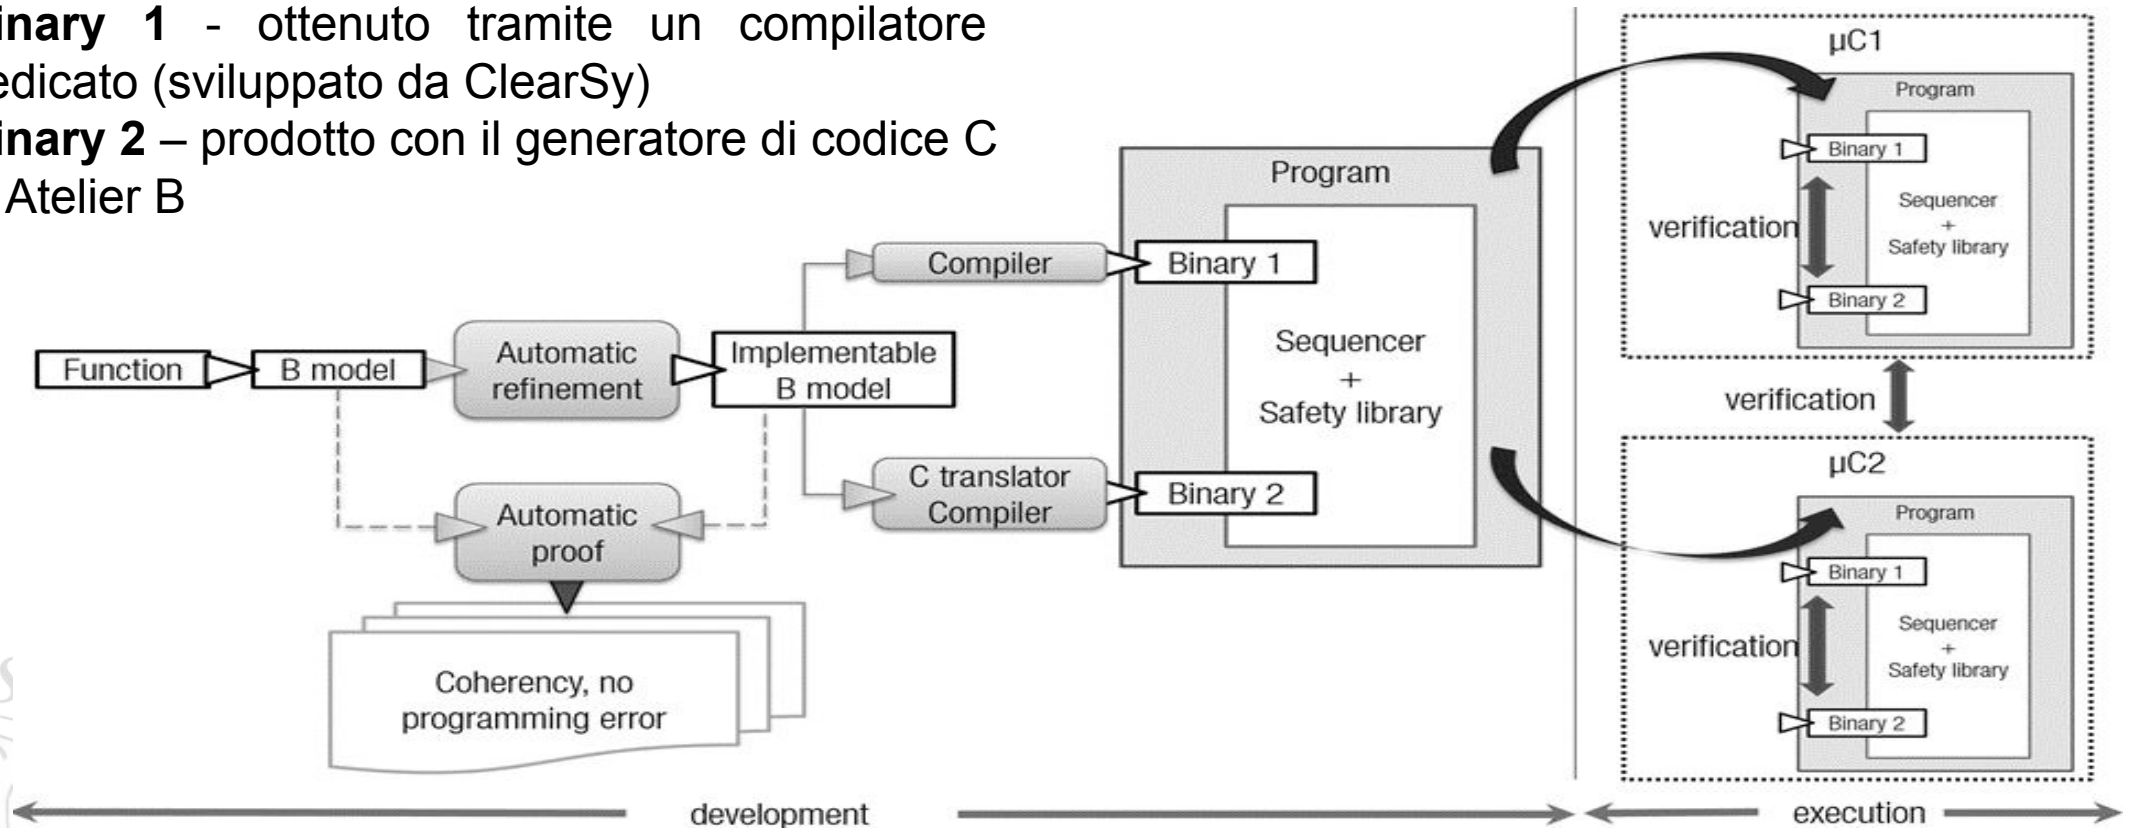 inary 1 - ottenuto tramite un compilatore
edicato (sviluppato da ClearSy)
inary 2 – prodotto con il generatore di codice C
Atelier B
Function
B model
Automatic
refinement
Implementable
B model
Automatic
proof
Coherency, no
programming error
Compiler
C translator
Compiler
Program
Binary 1
Sequencer
+
Safety library
Binary 2
µC1
Program
Binary 1
verification
Sequencer
+
Safety library
Binary 2
verification
µC2
Program
Binary 1
verification
Sequencer
+
Safety library
Binary 2
development
execution